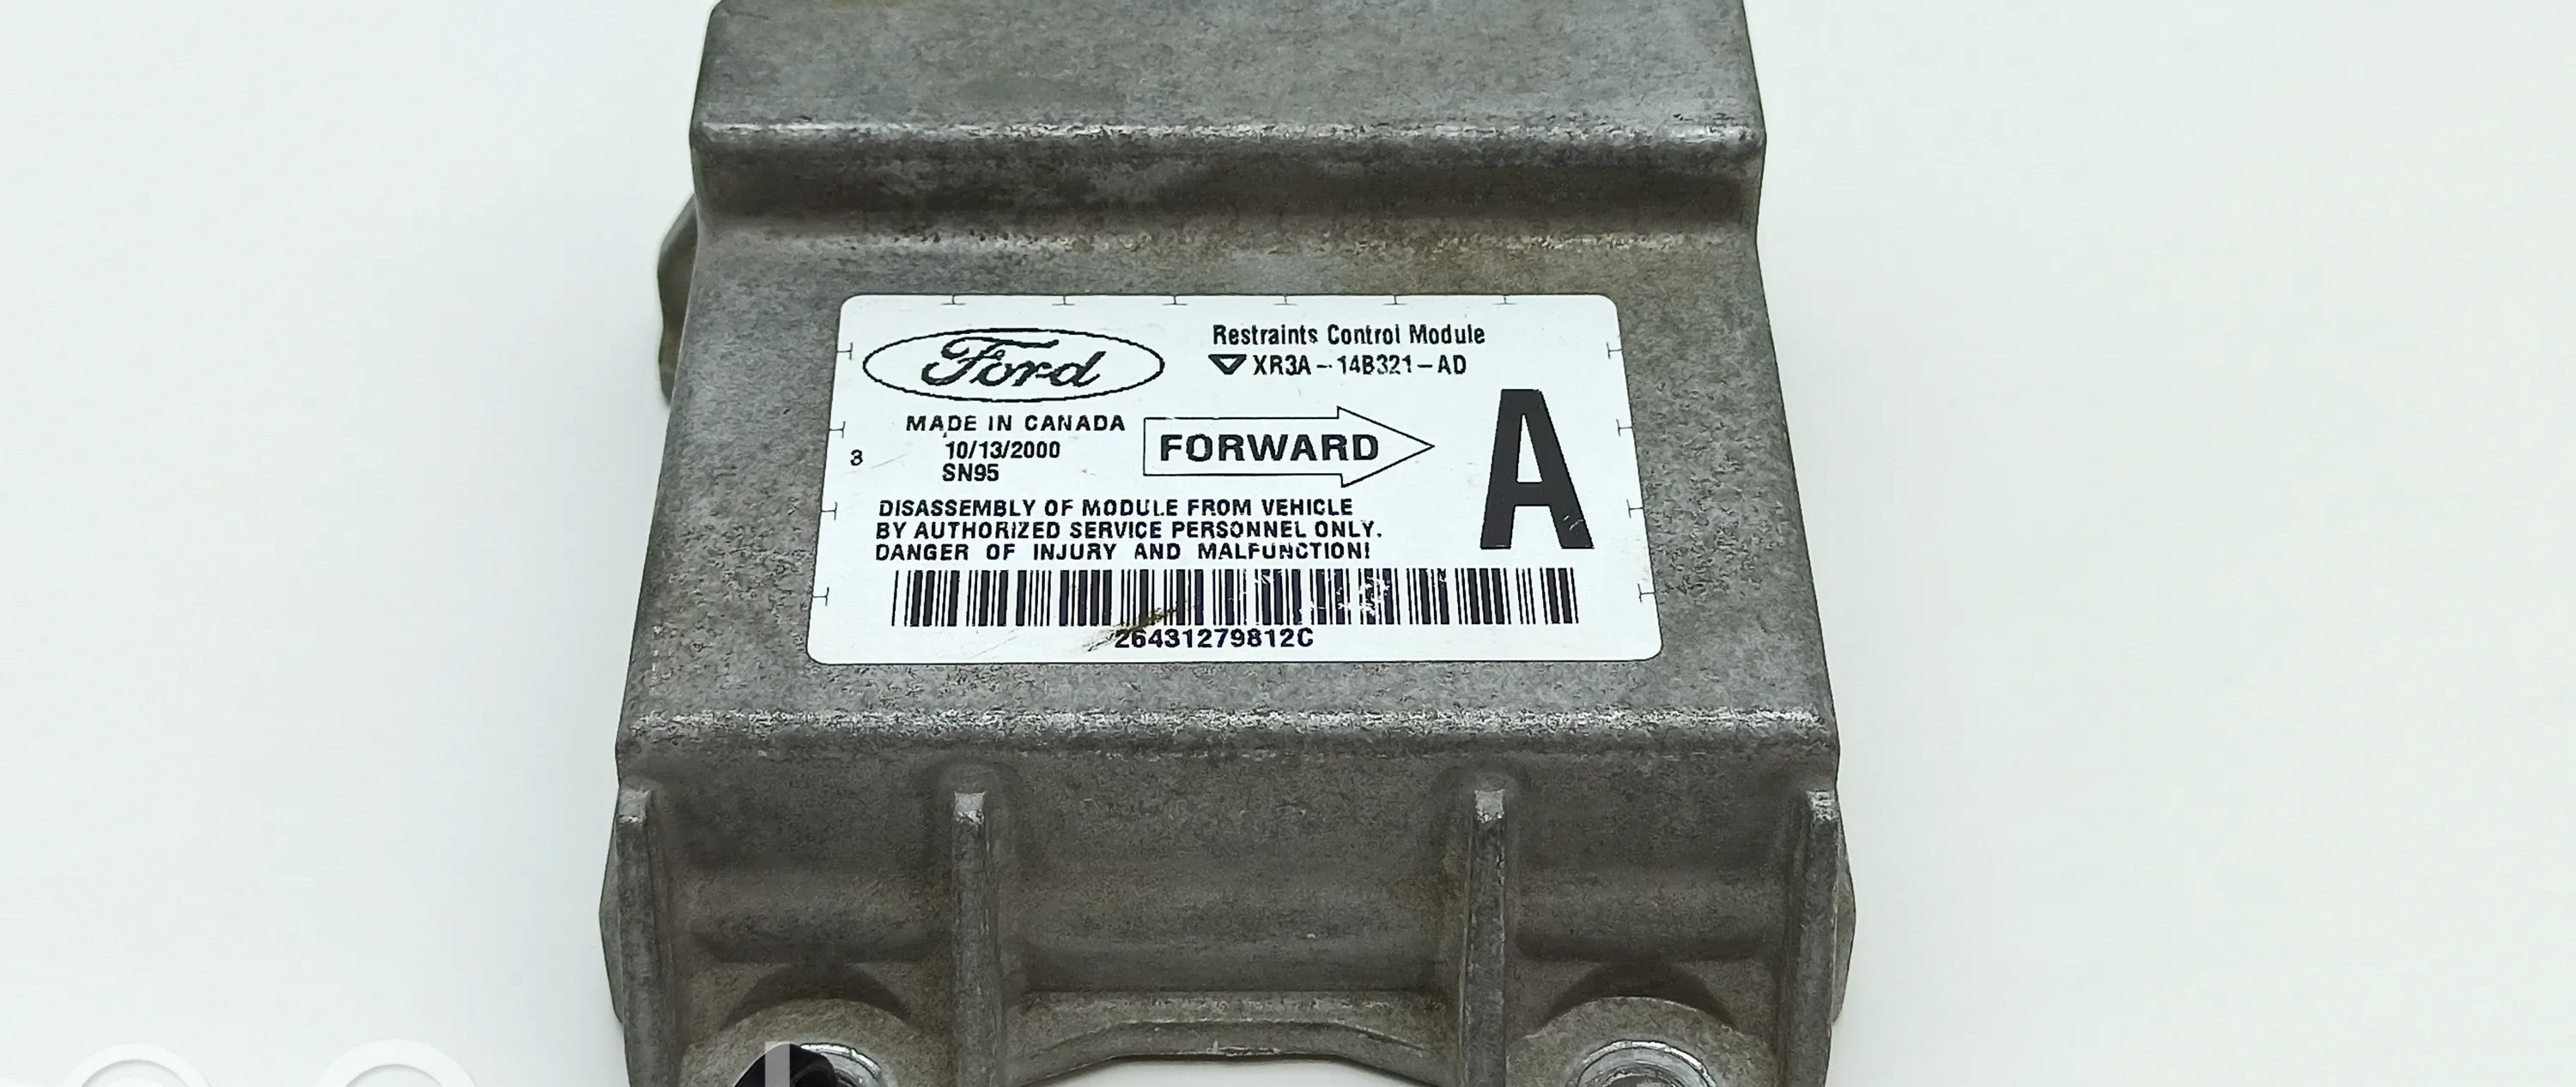 Ford
Restraints Control Module
XR3A-14B321-AD
MADE IN CANADA
10/13/2000
SN95
3
FORWARD
A
DISASSEMBLY OF MODULE FROM VEHICLE
BY AUTHORIZED SERVICE PERSONNEL ONLY.
DANGER OF INJURY AND MALFUNCTION!
26431279812C